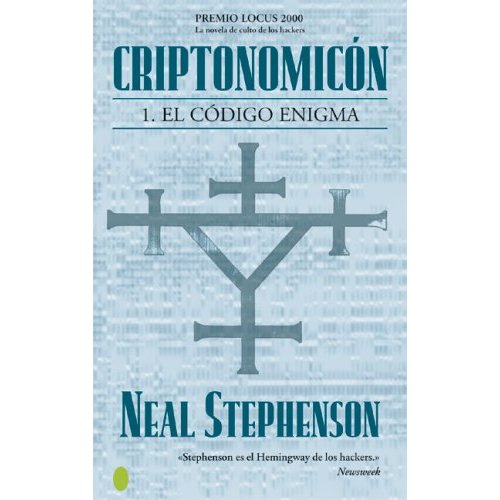 PREMIO LOCUS 2000
La novela de culto de los hackers
CRIPTONOMICÓN
1. EL CÓDIGO ENIGMA
NEAL STEPHENSON
«Stephenson es el Hemingway de los hackers.»
Newsweek